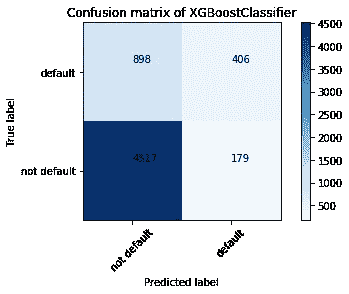 Confusion matrix of XGBoostClassifier
True label
default
not default
898
406
4517
179
not default
default
Predicted label
4500
4000
3500
3000
2500
2000
1500
1000
500